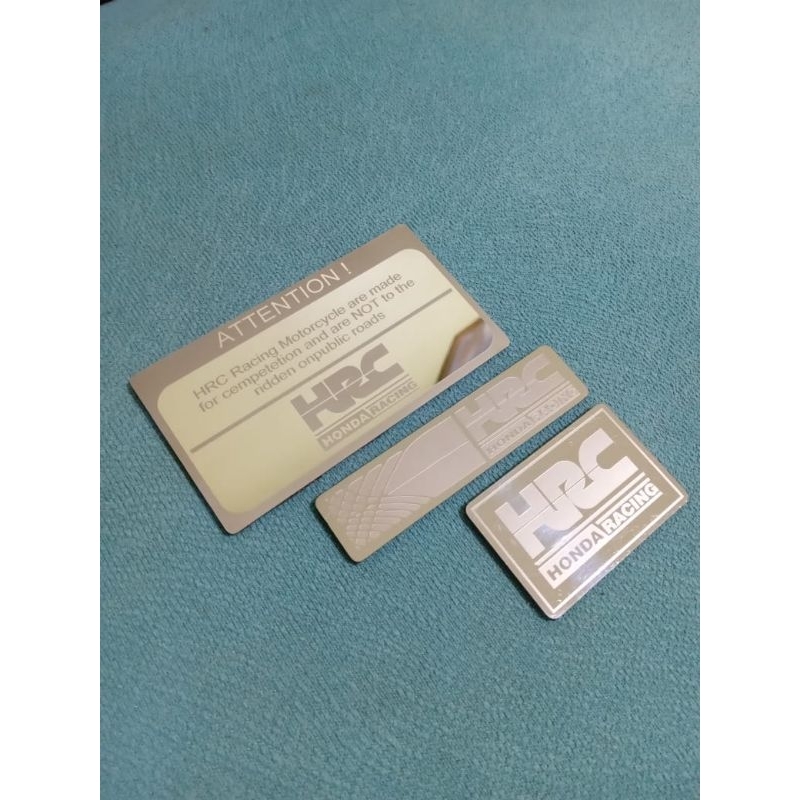 ATTENTION !
HRC Racing Motorcycle are made
for cempetetion and are NOT to the
ridden onpublic roads
HRC
HONDA RACING
HRC
HONDA RACING
HRC
HONDA RACING